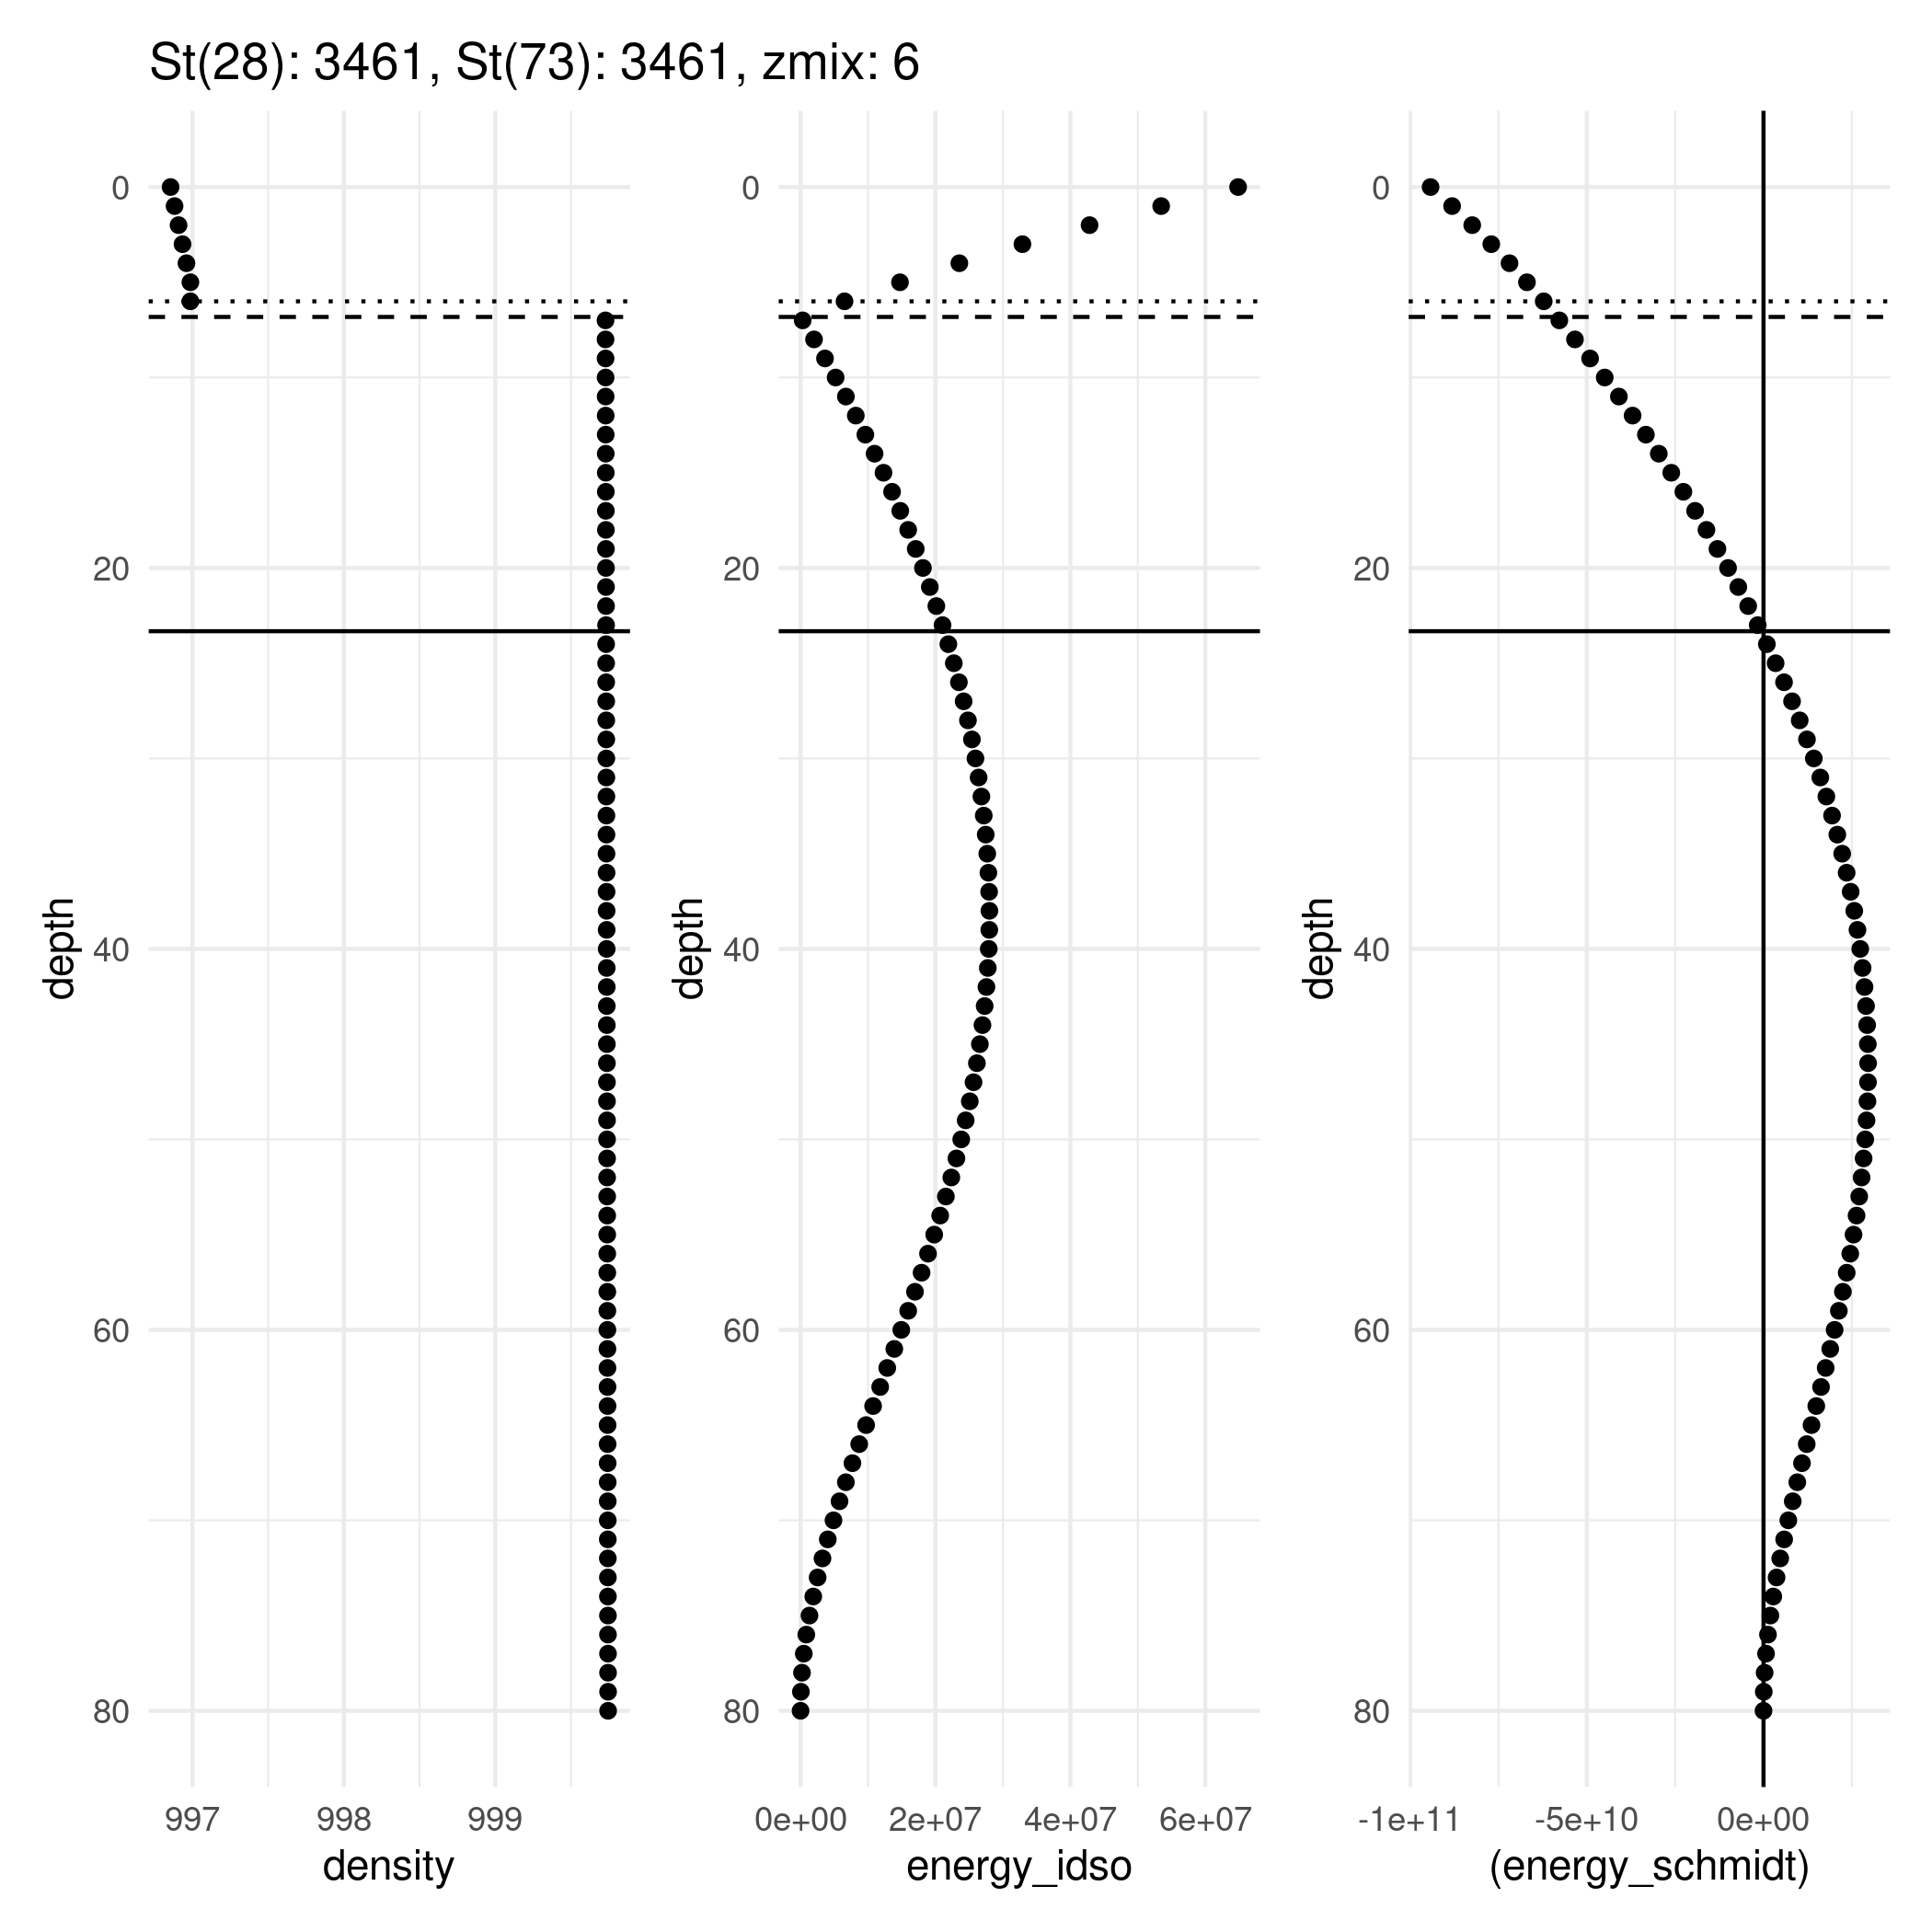 St(28): 3461, St(73): 3461, zmix: 6
0
20
40
60
80
depth
997 998 999
density
0
20
40
60
80
depth
0e+00 2e+07 4e+07 6e+07
energy_idso
0
20
40
60
80
depth
-1e+11 -5e+10 0e+00
(energy_schmidt)